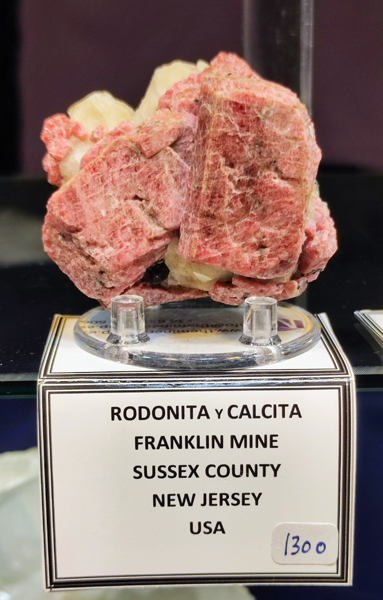 RODONITA Y CALCITA
FRANKLIN MINE
SUSSEX COUNTY
NEW JERSEY
USA
1300